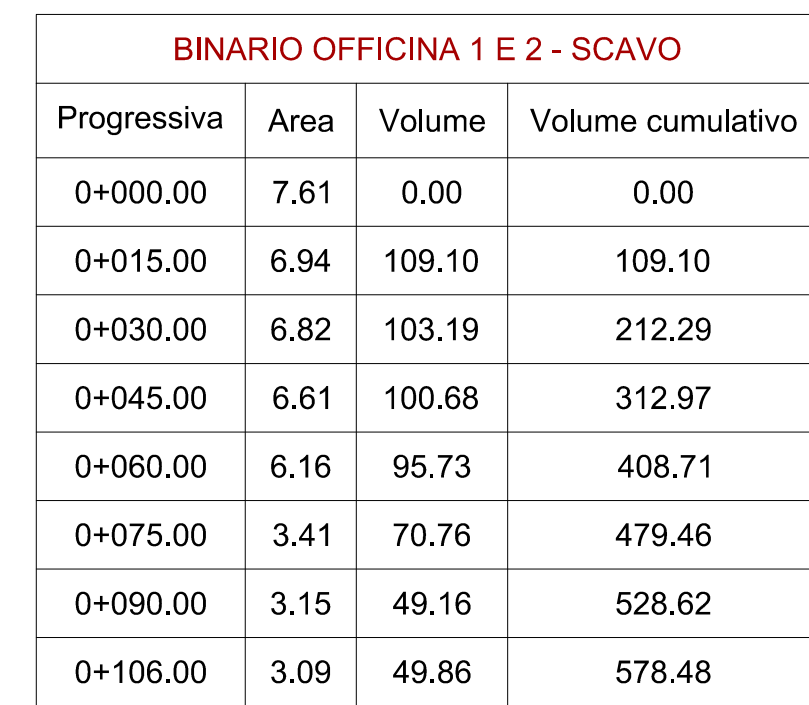 BINARIO OFFICINA 1 E 2 - SCAVO
Progressiva Area Volume Volume cumulativo
0+000.00 7.61 0.00 0.00
0+015.00 6.94 109.10 109.10
0+030.00 6.82 103.19 212.29
0+045.00 6.61 100.68 312.97
0+060.00 6.16 95.73 408.71
0+075.00 3.41 70.76 479.46
0+090.00 3.15 49.16 528.62
0+106.00 3.09 49.86 578.48